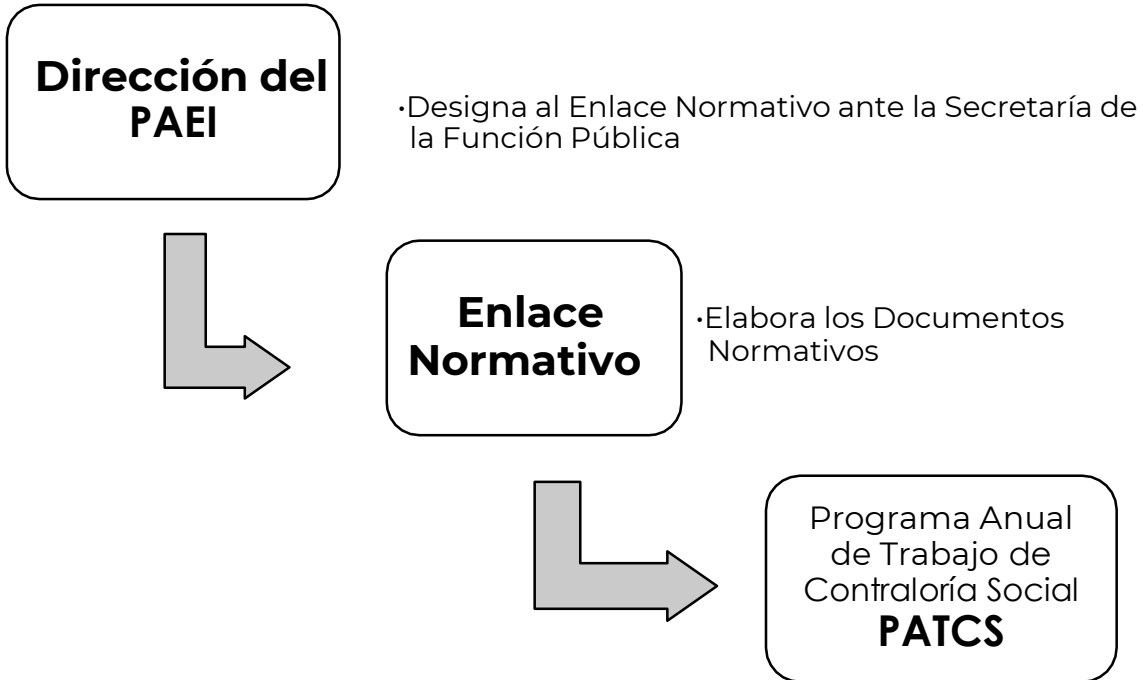 Dirección del
PAEI
·Designa al Enlace Normativo ante la Secretaría de
la Función Pública
Enlace
Normativo
·Elabora los Documentos
Normativos
Programa Anual
de Trabajo de
Contraloría Social
PATCS